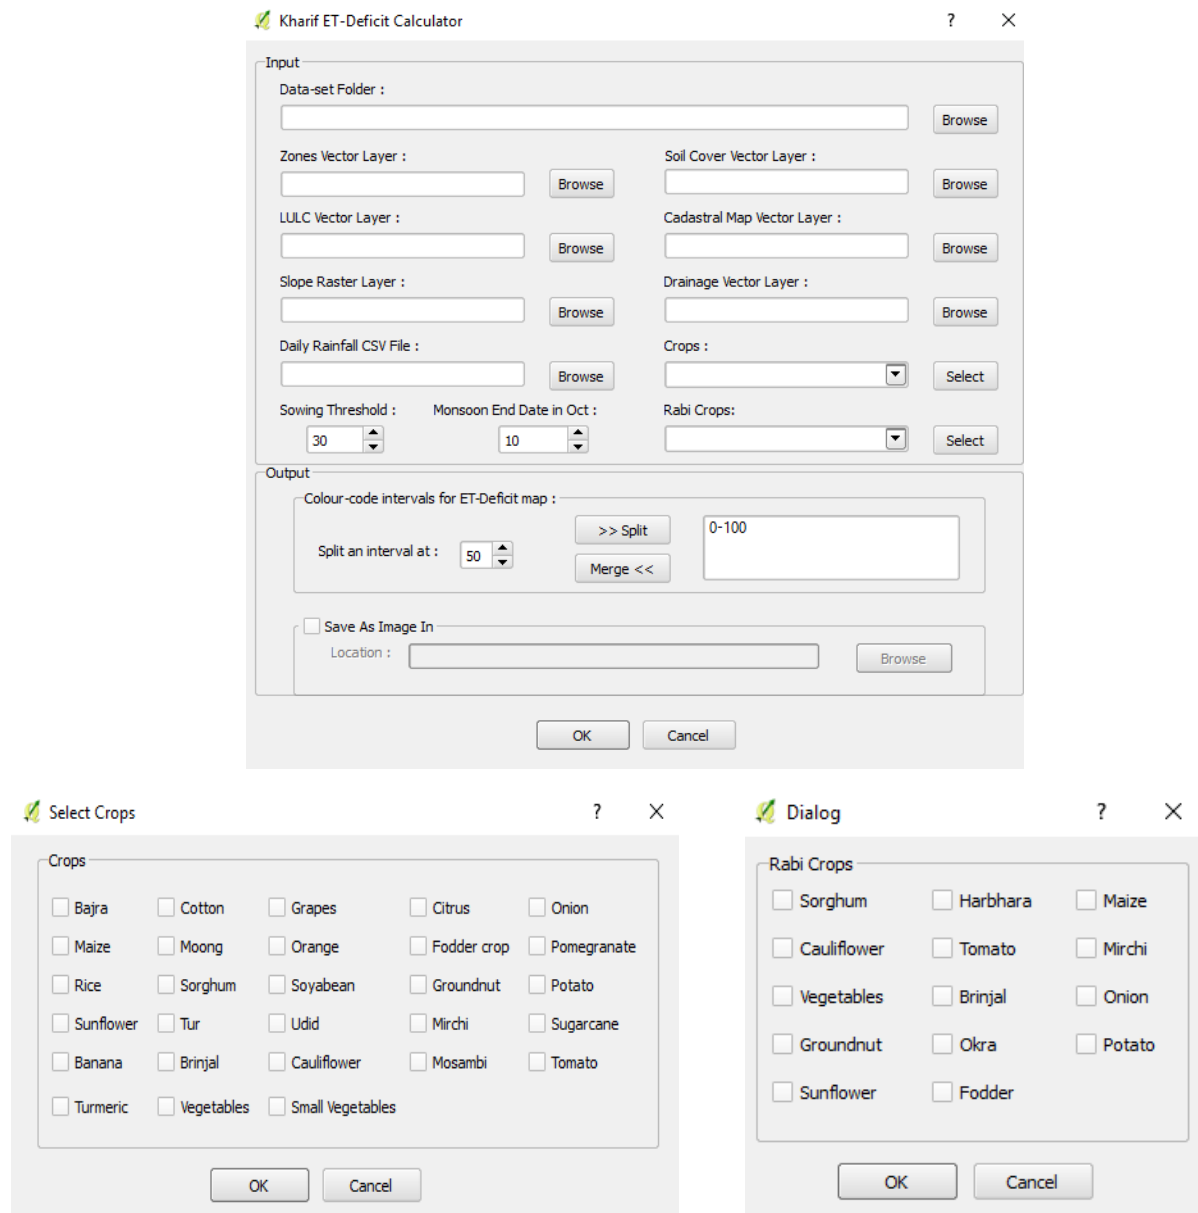 Kharif ET-Deficit Calculator ?
Input
Data-set Folder :
Browse
Zones Vector Layer : Soil Cover Vector Layer :
Browse Browse
LULC Vector Layer : Cadastral Map Vector Layer :
Browse Browse
Slope Raster Layer : Drainage Vector Layer :
Browse Browse
Daily Rainfall CSV File : Crops :
Browse Select
Sowing Threshold : Monsoon End Date in Oct : Rabi Crops:
30 10 Select
Output
Colour-code intervals for ET-Deficit map :
>> Split 0-100
Split an interval at : 50
Merge <<
Save As Image In
Location : Browse
OK Cancel
Select Crops ?
Crops
Bajra Cotton Grapes Citrus Onion
Maize Moong Orange Fodder crop Pomegranate
Rice Sorghum Soyabean Groundnut Potato
Sunflower Tur Udid Mirchi Sugarcane
Banana Brinjal Cauliflower Mosambi Tomato
Turmeric Vegetables Small Vegetables
OK Cancel
Dialog ?
Rabi Crops
Sorghum Harbhara Maize
Cauliflower Tomato Mirchi
Vegetables Brinjal Onion
Groundnut Okra Potato
Sunflower Fodder
OK Cancel